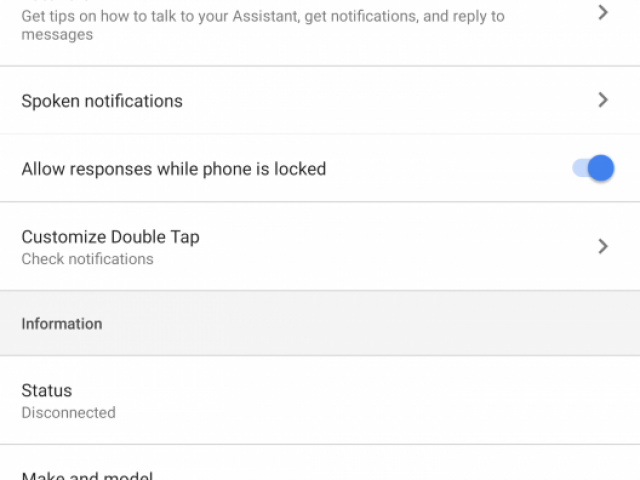 Get tips on how to talk to your Assistant, get notifications, and reply to
messages
Spoken notifications
Allow responses while phone is locked
Customize Double Tap
Check notifications
Information
Status
Disconnected
Make and model